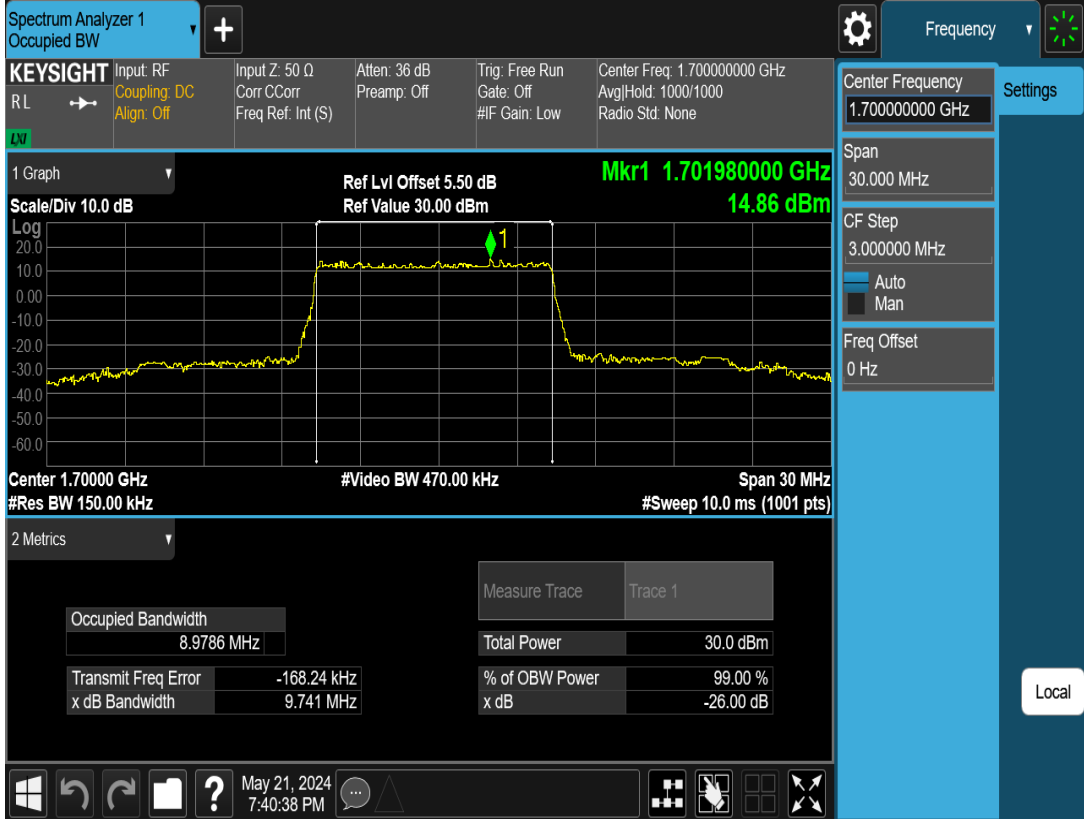 Spectrum Analyzer 1
Occupied BW
Frequency
KEYSIGHT
RL
LXI
Input: RF
Coupling: DC
Align: Off
Input Z: 50 Ω
Corr CCorr
Freq Ref: Int (S)
Atten: 36 dB
Preamp: Off
Trig: Free Run
Gate: Off
#IF Gain: Low
Center Freq: 1.700000000 GHz
Avg|Hold: 1000/1000
Radio Std: None
Center Frequency
1.700000000 GHz
Settings
Span
30.000 MHz
CF Step
3.000000 MHz
Auto
Man
Freq Offset
0 Hz
Local
1 Graph
Scale/Div 10.0 dB
Ref Lvl Offset 5.50 dB
Ref Value 30.00 dBm
Mkr1 1.701980000 GHz
14.86 dBm
Log
1
20.0
10.0
0.00
-10.0
-20.0
-30.0
-40.0
-50.0
-60.0
Center 1.70000 GHz
#Video BW 470.00 kHz
Span 30 MHz
#Res BW 150.00 kHz
#Sweep 10.0 ms (1001 pts)
2 Metrics
Measure Trace
Trace 1
Occupied Bandwidth
8.9786 MHz
Total Power
30.0 dBm
Transmit Freq Error
-168.24 kHz
% of OBW Power
99.00 %
x dB Bandwidth
9.741 MHz
x dB
-26.00 dB
?
May 21, 2024
7:40:38 PM